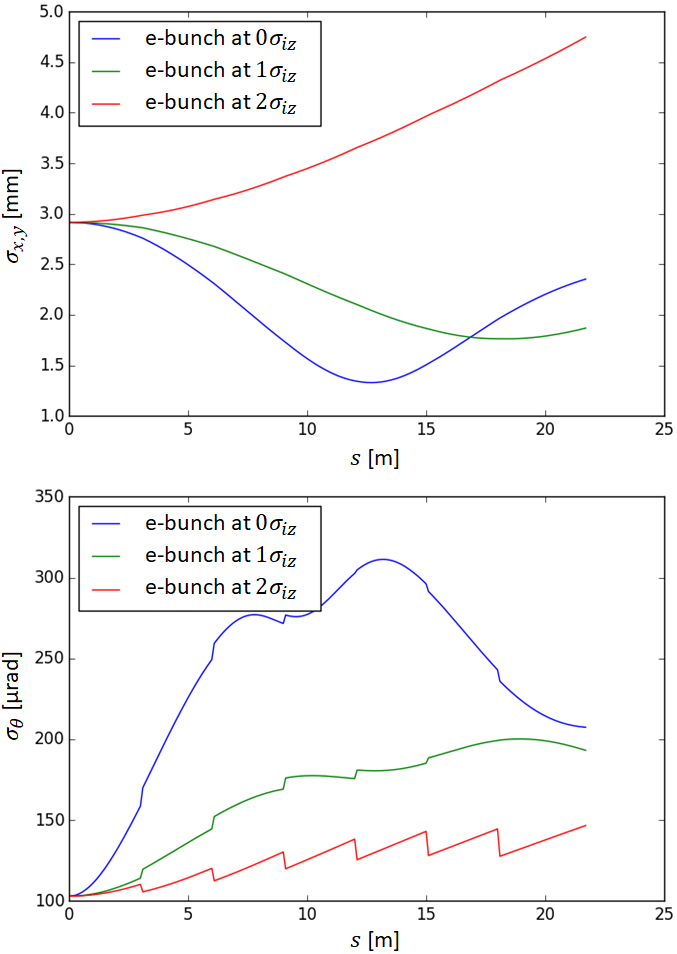 5.0
4.5
4.0
3.5
3.0
2.5
2.0
1.5
1.0
σx,y [mm]
e-bunch at 0σiz
e-bunch at 1σiz
e-bunch at 2σiz
0 5 10 15 20 25
s [m]
350
300
250
200
150
100
σθ [μrad]
e-bunch at 0σiz
e-bunch at 1σiz
e-bunch at 2σiz
0 5 10 15 20 25
s [m]